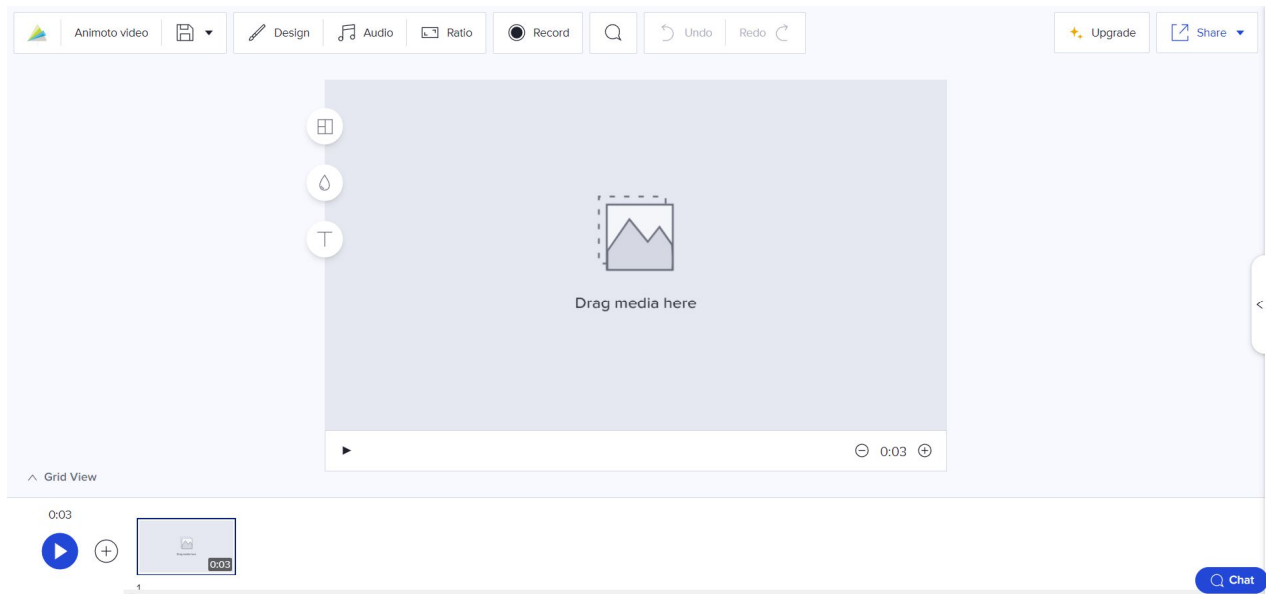 Animoto video
Design
Audio
Ratio
Record
Undo
Redo
Upgrade
Share
Drag media here
0:03
Grid View
0:03
0:03
1
Chat